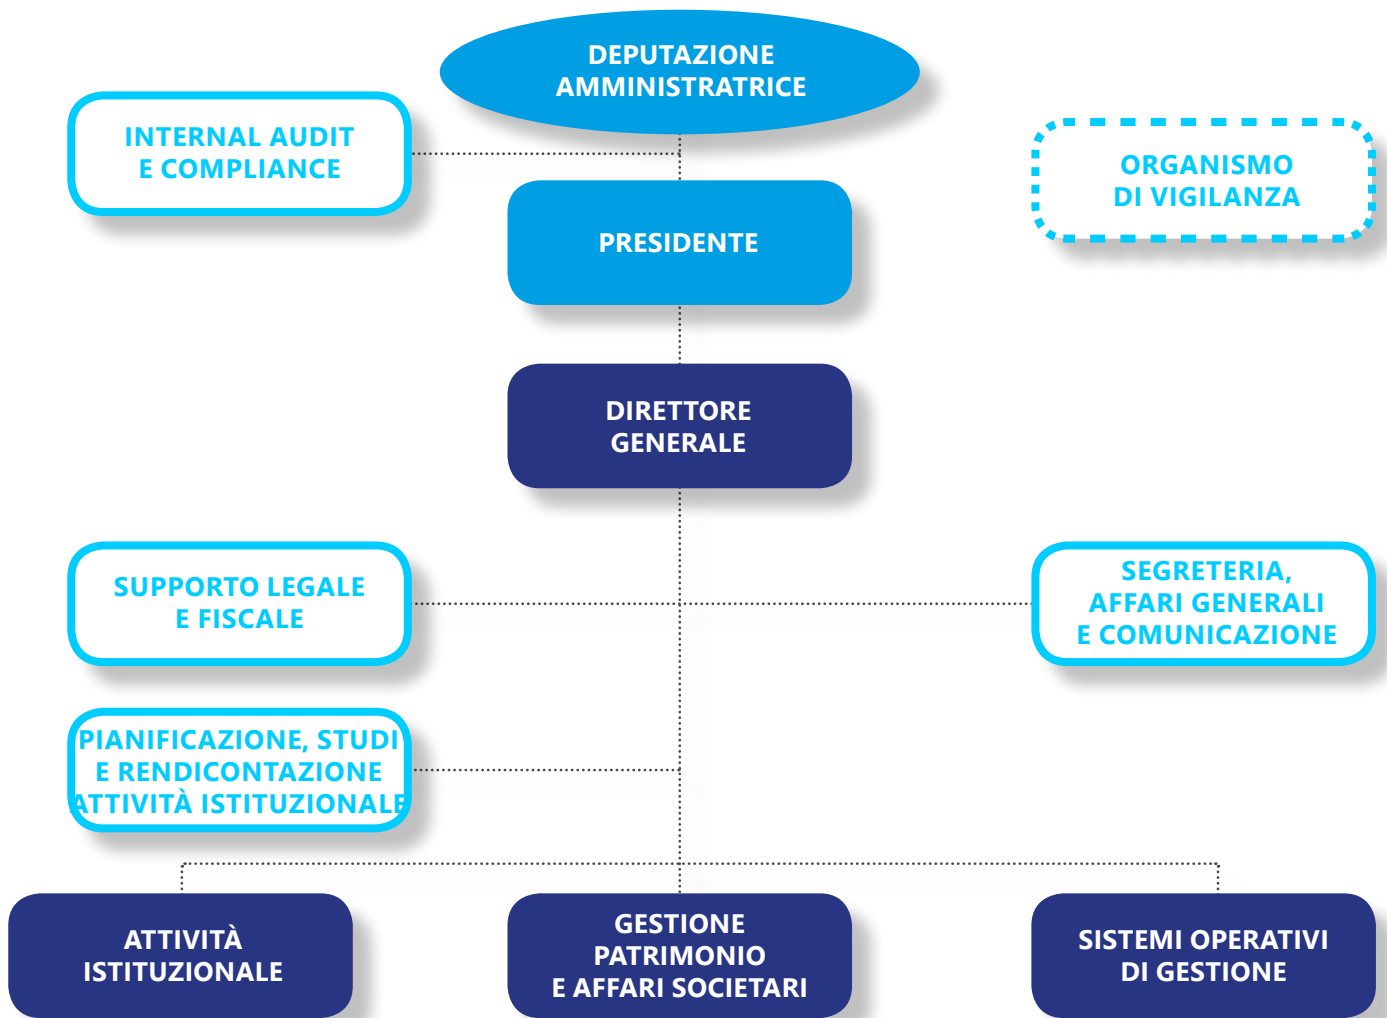 DEPUTAZIONE
AMMINISTRATRICE
INTERNAL AUDIT
E COMPLIANCE
ORGANISMO
DI VIGILANZA
PRESIDENTE
DIRETTORE
GENERALE
SUPPORTO LEGALE
E FISCALE
SEGRETERIA,
AFFARI GENERALI
E COMUNICAZIONE
PIANIFICAZIONE, STUDI
E RENDICONTAZIONE
ATTIVITÀ ISTITUZIONALE
ATTIVITÀ
ISTITUZIONALE
GESTIONE
PATRIMONIO
E AFFARI SOCIETARI
SISTEMI OPERATIVI
DI GESTIONE